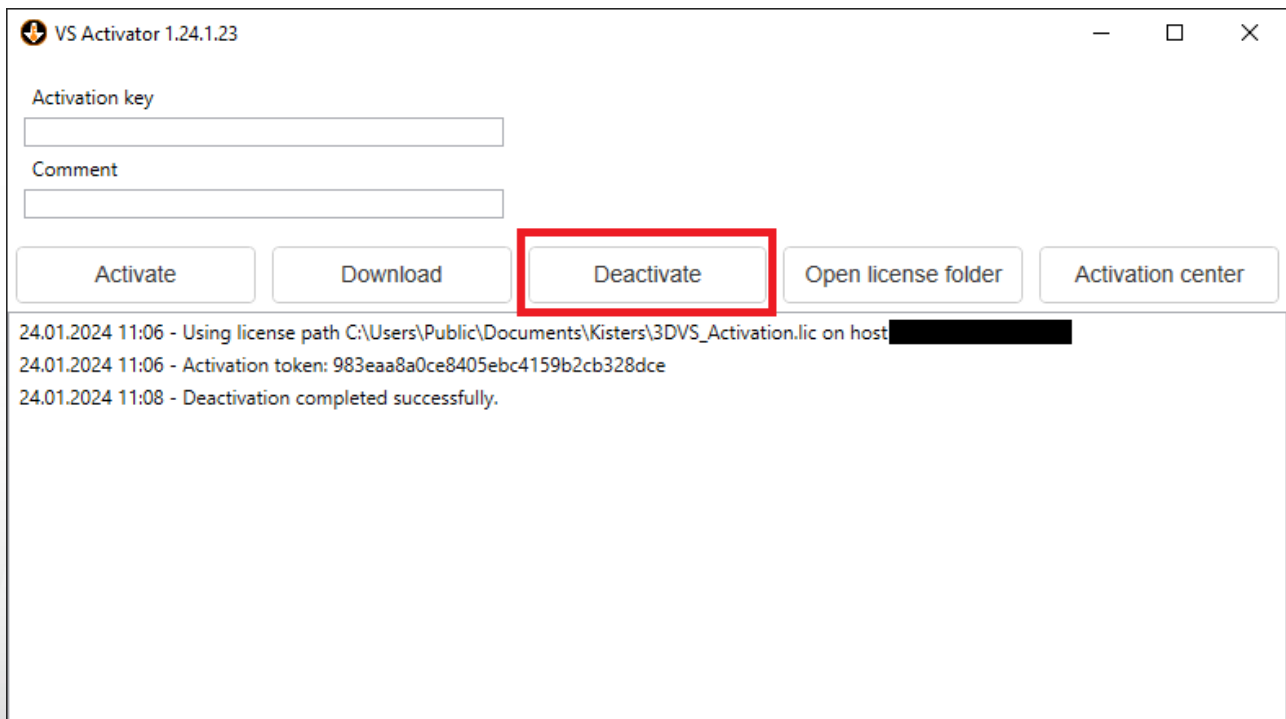 VS Activator 1.24.1.23
Activation key
Comment
Activate Download Deactivate Open license folder Activation center
24.01.2024 11:06 - Using license path C:\Users\Public\Documents\Kisters\3DVS_Activation.lic on host
24.01.2024 11:06 - Activation token: 983eaa8a0ce8405ebc4159b2cb328dce
24.01.2024 11:08 - Deactivation completed successfully.